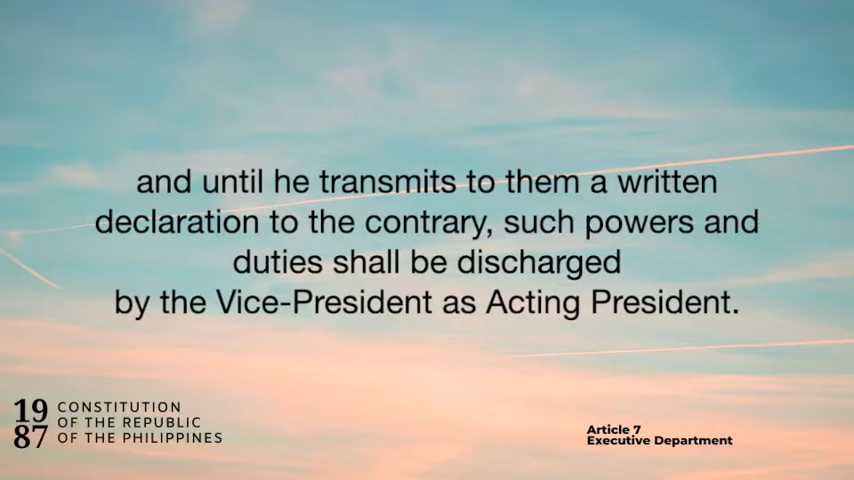 and until he transmits to them a written
declaration to the contrary, such powers and
duties shall be discharged
by the Vice-President as Acting President.
19
87
CONSTITUTION
OF THE REPUBLIC
OF THE PHILIPPINES
Article 7
Executive Department